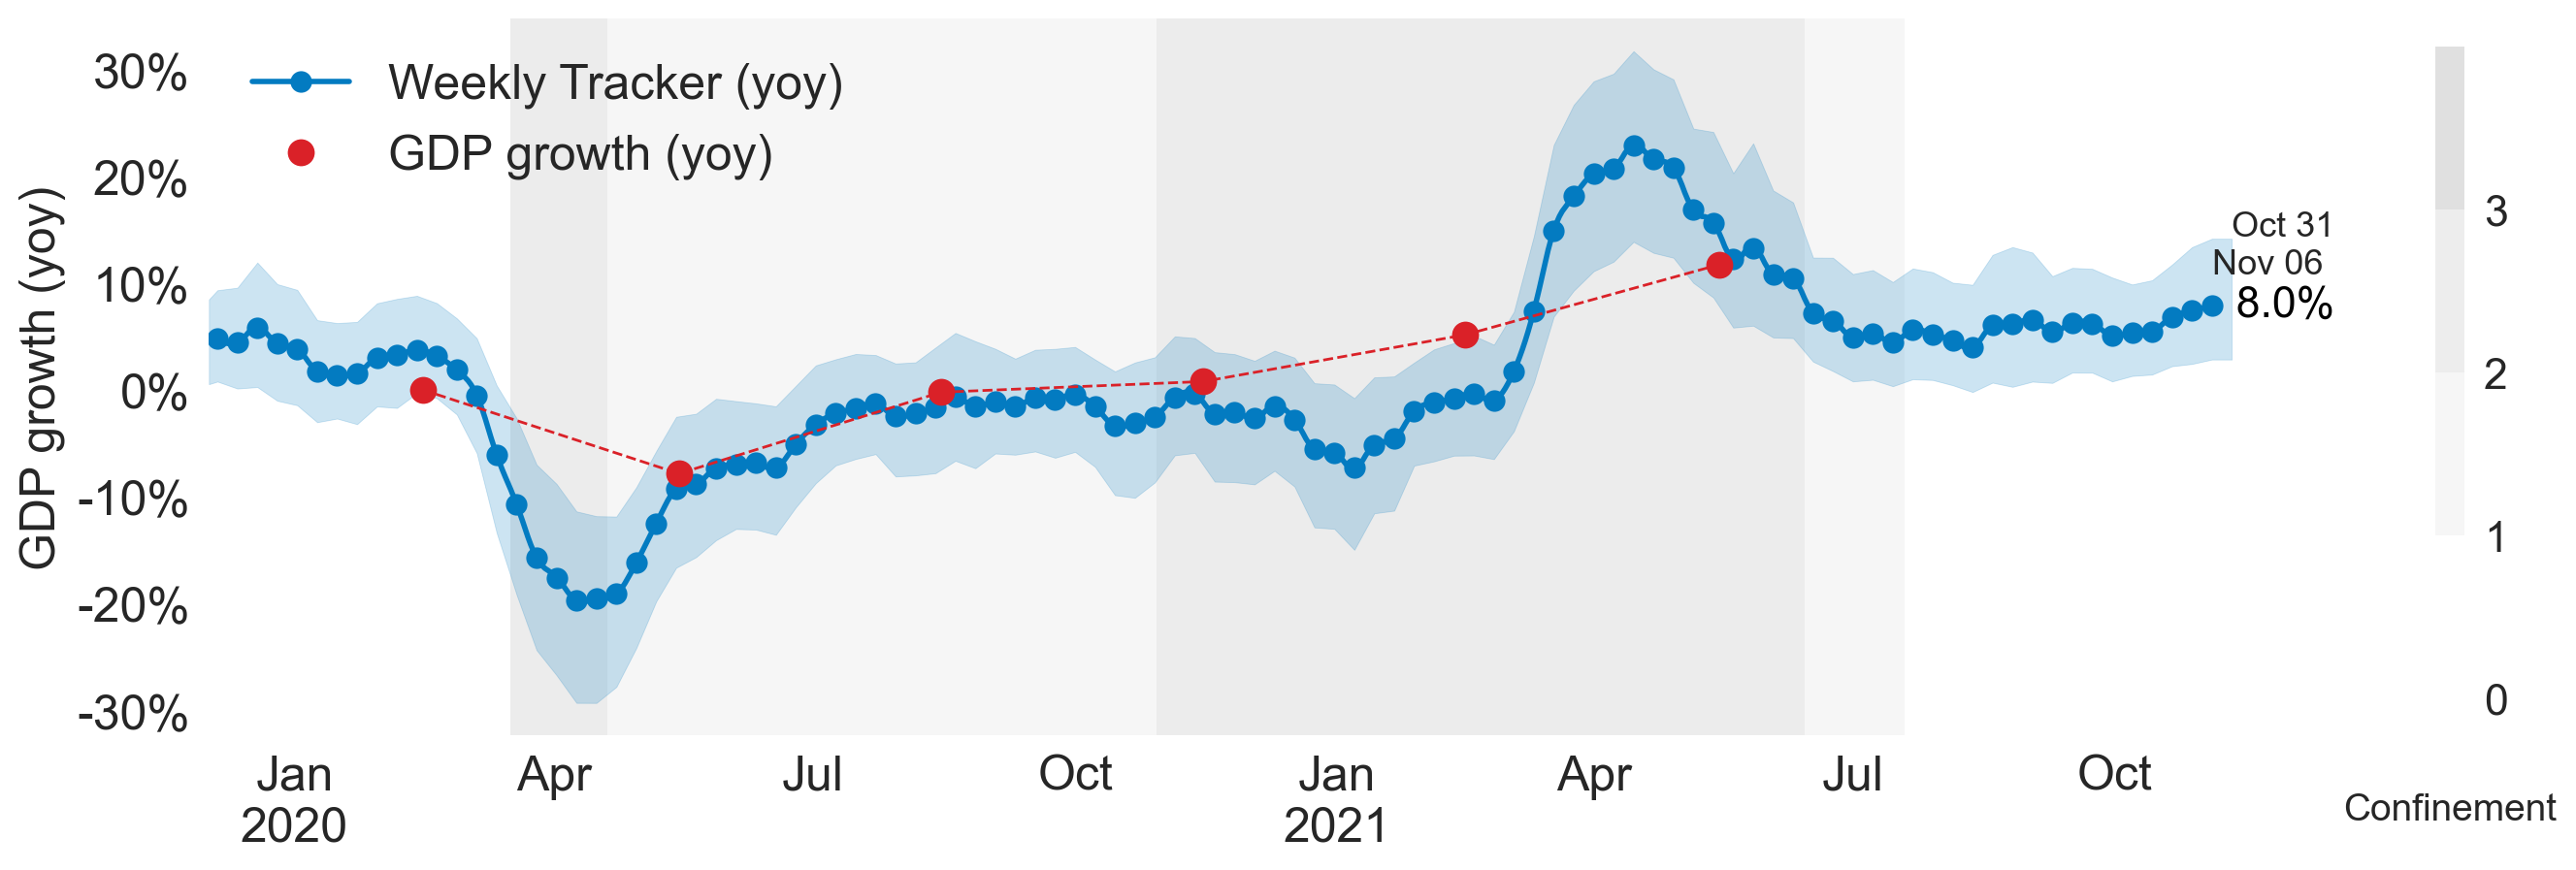 Weekly Tracker (yoy)
GDP growth (yoy)
GDP growth (yoy)
30%
20%
10%
0%
-10%
-20%
-30%
Jan
2020
Apr
Jul
Oct
Jan
2021
Apr
Jul
Oct
Oct 31
Nov 06
8.0%
3
2
1
0
Confinement